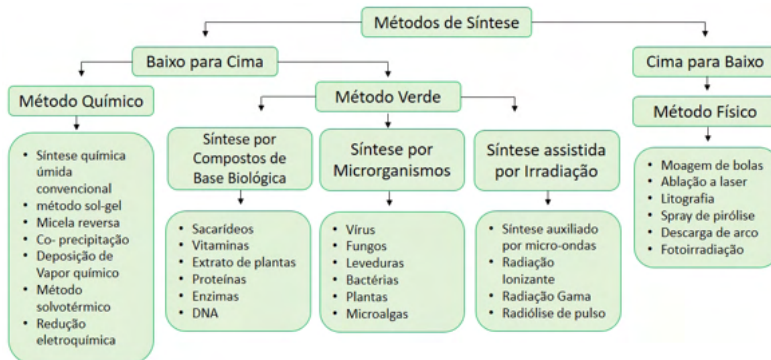 Métodos de Síntese
Baixo para Cima
Cima para Baixo
Método Químico
Método Verde
Método Físico
• Síntese química
úmida
convencional
• método sol-gel
• Micela reversa
• Co- precipitação
• Deposição de
Vapor químico
• Método
solvotérmico
• Redução
eletroquímica
Síntese por
Compostos de
Base Biológica
Síntese por
Microrganismos
Síntese assistida
por Irradiação
• Sacarídeos
• Vitaminas
• Extrato de plantas
• Proteínas
• Enzimas
• DNA
• Vírus
• Fungos
• Leveduras
• Bactérias
• Plantas
• Microalgas
• Síntese auxiliado
por micro-ondas
• Radiação
Ionizante
• Radiação Gama
• Radiólise de pulso
• Moagem de bolas
• Ablação a laser
• Litografia
• Spray de pirólise
• Descarga de arco
• Fotoirradiação